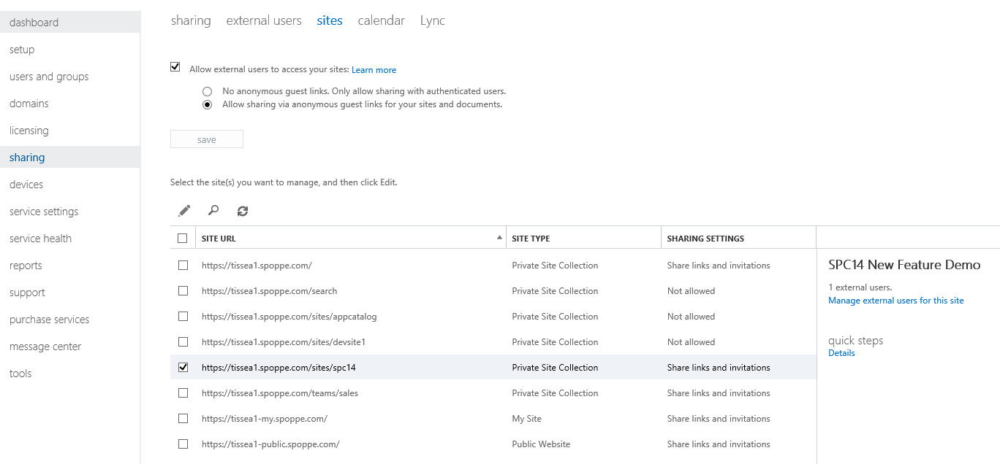 dashboard
setup
users and groups
domains
licensing
sharing
devices
service settings
service health
reports
support
purchase services
message center
tools
sharing external users sites calendar Lync
Allow external users to access your sites: Learn more
No anonymous guest links. Only allow sharing with authenticated users.
Allow sharing via anonymous guest links for your sites and documents.
save
Select the site(s) you want to manage, and then click Edit.
SITE URL SITE TYPE SHARING SETTINGS
https://tissea1.spoppe.com/ Private Site Collection Share links and invitations
https://tissea1.spoppe.com/search Private Site Collection Not allowed
https://tissea1.spoppe.com/sites/appcatalog Private Site Collection Not allowed
https://tissea1.spoppe.com/sites/devsite1 Private Site Collection Not allowed
https://tissea1.spoppe.com/sites/spc14 Private Site Collection Share links and invitations
https://tissea1.spoppe.com/teams/sales Private Site Collection Share links and invitations
https://tissea1-my.spoppe.com/ My Site Share links and invitations
https://tissea1-public.spoppe.com/ Public Website Share links and invitations
SPC14 New Feature Demo
1 external users.
Manage external users for this site
quick steps
Details